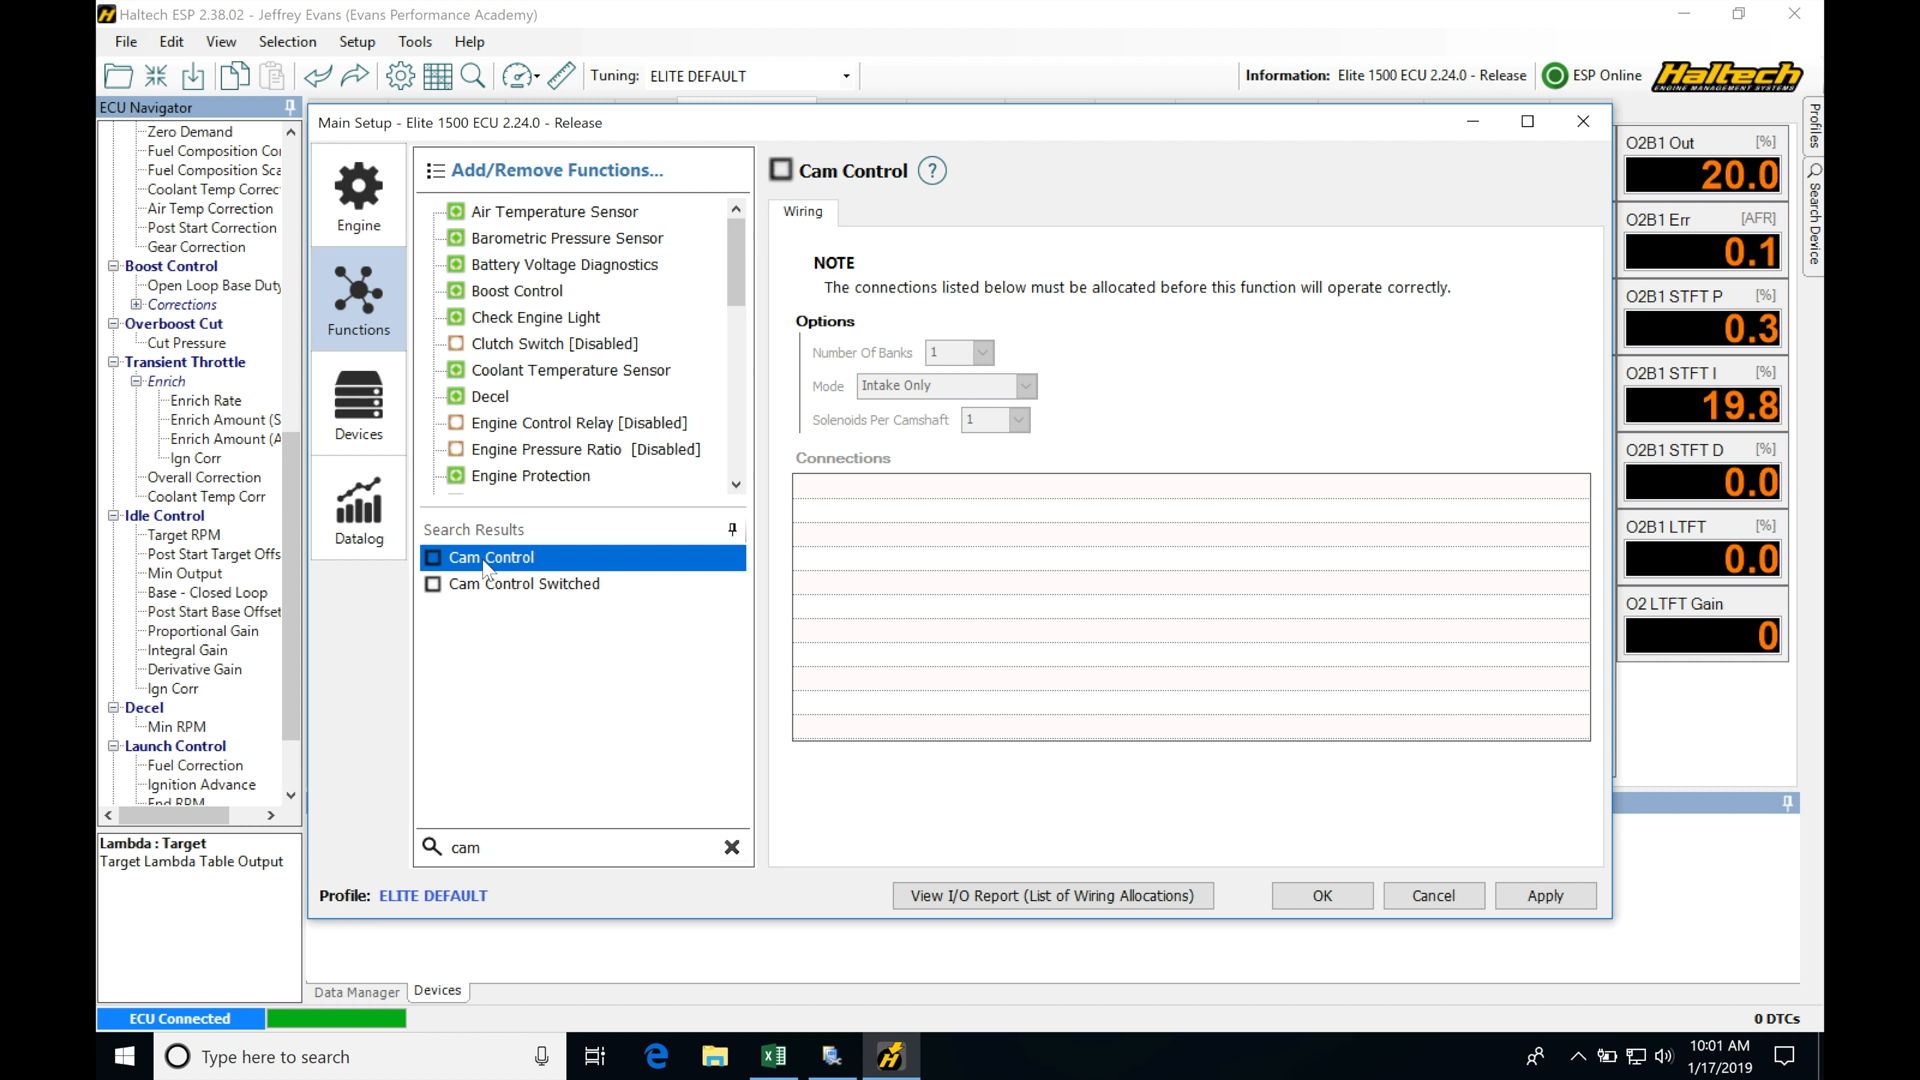 Haltech ESP 2.38.02 - Jeffrey Evans (Evans Performance Academy)
File Edit View Selection Setup Tools Help
Tuning: ELITE DEFAULT
Information: Elite 1500 ECU 2.24.0 - Release
ESP Online
Haltech
ENGINE MANAGEMENT SYSTEMS
ECU Navigator
Zero Demand
Fuel Composition Co
Fuel Composition Sca
Coolant Temp Correc
Air Temp Correction
Post Start Correction
Gear Correction
Boost Control
Open Loop Base Duty
Corrections
Overboost Cut
Cut Pressure
Transient Throttle
Enrich
Enrich Rate
Enrich Amount (S
Enrich Amount (A
Ign Corr
Overall Correction
Coolant Temp Corr
Idle Control
Target RPM
Post Start Target Offs
Min Output
Base - Closed Loop
Post Start Base Offset
Proportional Gain
Integral Gain
Derivative Gain
Ign Corr
Decel
Min RPM
Launch Control
Fuel Correction
Ignition Advance
End RPM
Lambda : Target
Target Lambda Table Output
Main Setup - Elite 1500 ECU 2.24.0 - Release
Engine
Functions
Devices
Datalog
Add/Remove Functions...
Air Temperature Sensor
Barometric Pressure Sensor
Battery Voltage Diagnostics
Boost Control
Check Engine Light
Clutch Switch [Disabled]
Coolant Temperature Sensor
Decel
Engine Control Relay [Disabled]
Engine Pressure Ratio [Disabled]
Engine Protection
Search Results
Cam Control
Cam Control Switched
cam
Cam Control ?
Wiring
NOTE
The connections listed below must be allocated before this function will operate correctly.
Options
Number Of Banks 1
Mode Intake Only
Solenoids Per Camshaft 1
Connections
Profile: ELITE DEFAULT
View I/O Report (List of Wiring Allocations)
OK
Cancel
Apply
O2B1 Out [%]
20.0
O2B1 Err [AFR]
0.1
O2B1 STFT P [%]
0.3
O2B1 STFT I [%]
19.8
O2B1 STFT D [%]
0.0
O2B1 LTFT [%]
0.0
O2 LTFT Gain
0
Profiles
Search Device
Data Manager
Devices
ECU Connected
0 DTCs
Type here to search
10:01 AM
1/17/2019